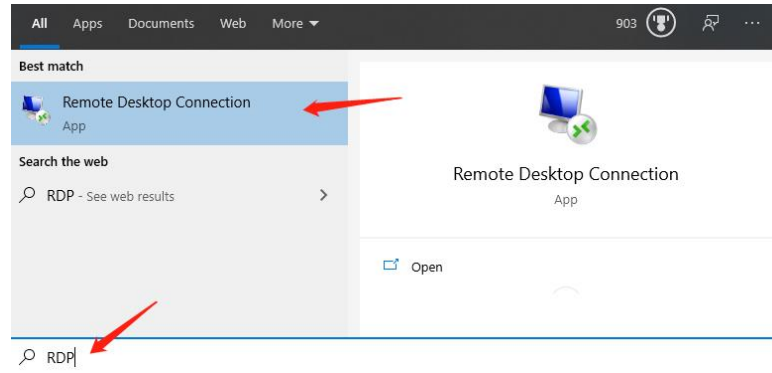 All Apps Documents Web More 903 ...
Best match
Remote Desktop Connection
App
Search the web
RDP - See web results
Remote Desktop Connection
App
Open
RDP